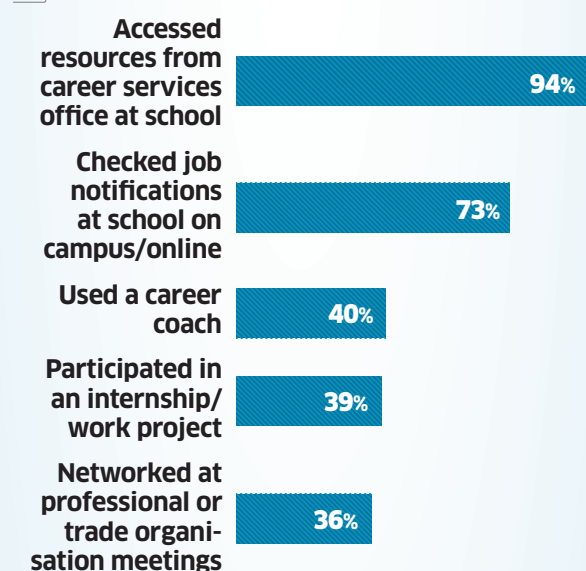 Accessed
resources from
career services
office at school
94%
Checked job
notifications
at school on
campus/online
73%
Used a career
coach
40%
Participated in
an internship/
work project
39%
Networked at
professional or
trade organi-
sation meetings
36%